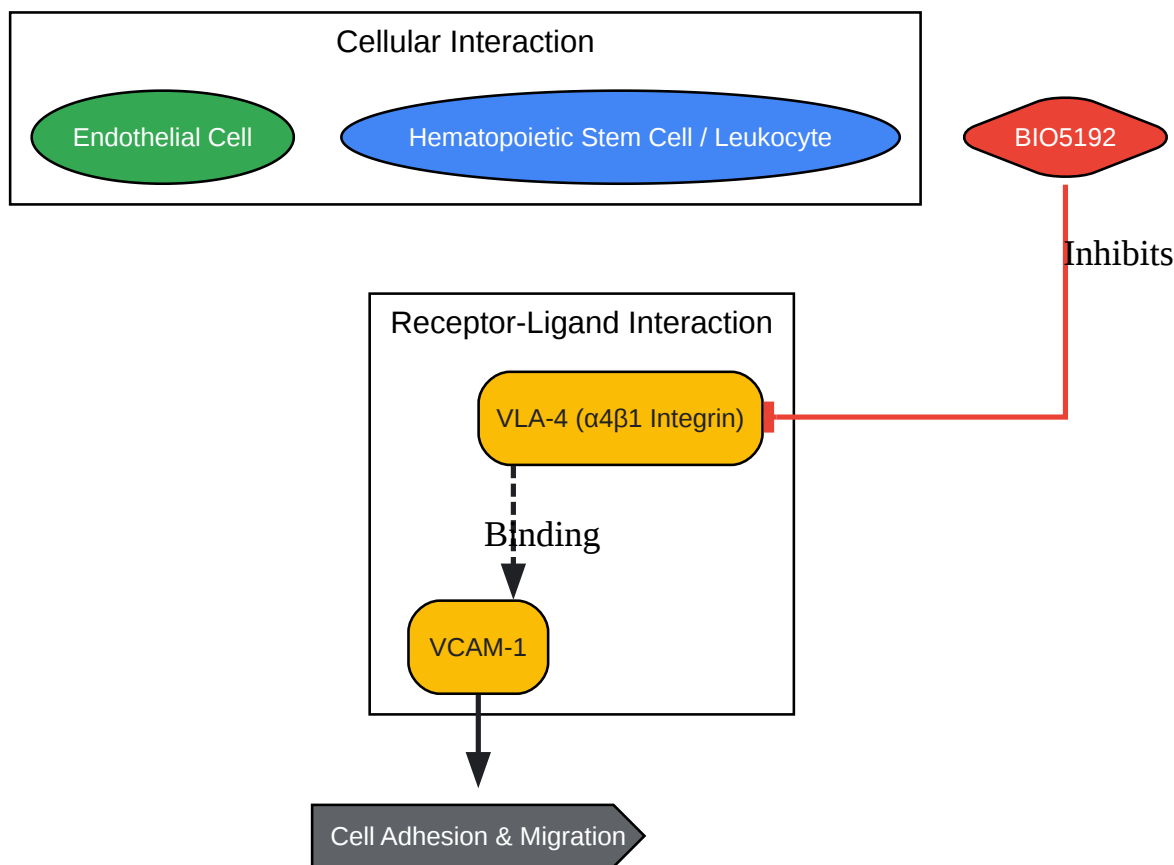 Cellular Interaction
Endothelial Cell
Hematopoietic Stem Cell / Leukocyte
BIO5192
Inhibits
Receptor-Ligand Interaction
VLA-4 (α4β1 Integrin)
Binding
VCAM-1
Cell Adhesion & Migration